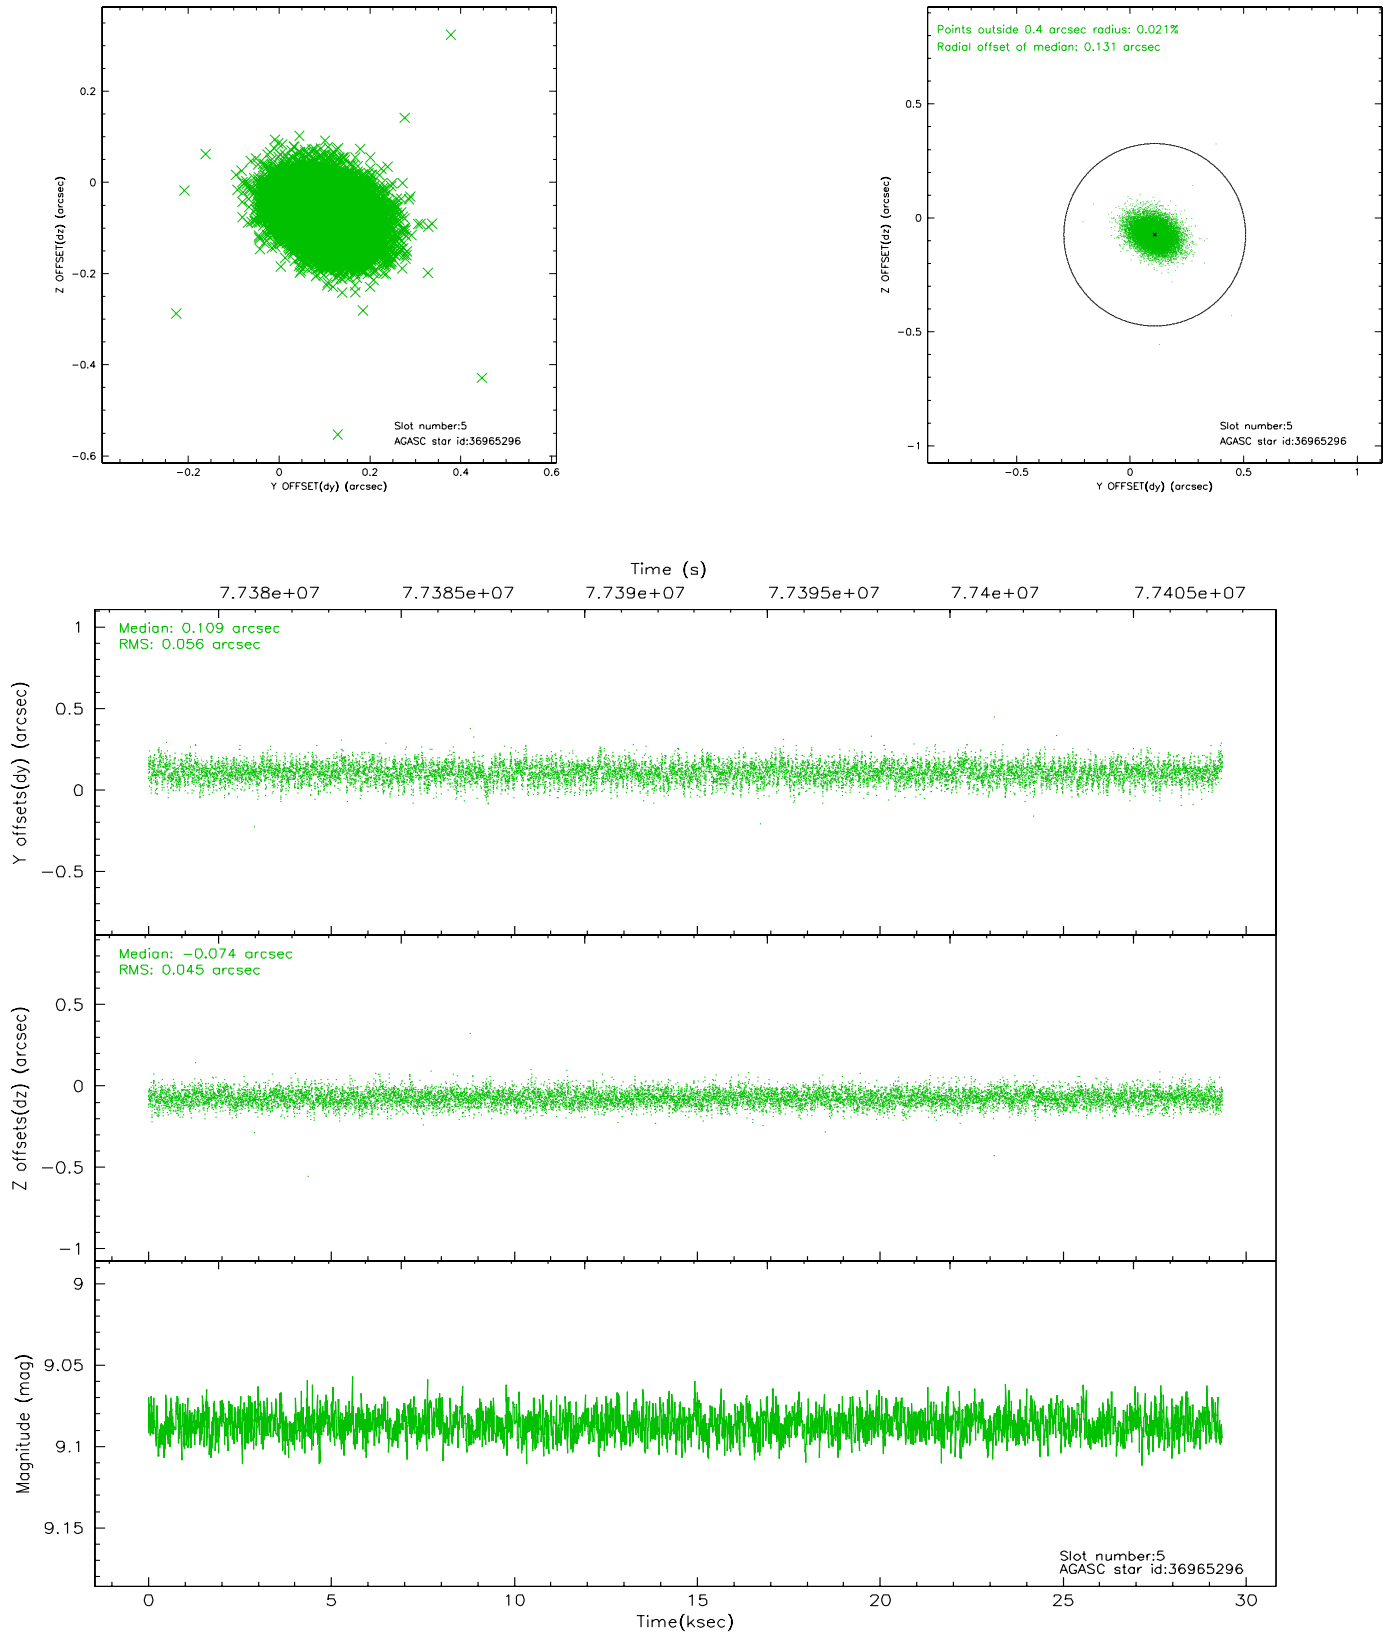 0.2
0
−0.2
−0.4
−0.6
Z OFFSET(dz) (arcsec)
−0.2
0
0.2
0.4
0.6
Y OFFSET(dy) (arcsec)
Slot number:5
AGASC star id:36965296
Points outside 0.4 arcsec radius: 0.021%
Radial offset of median: 0.131 arcsec
0.5
0
−0.5
−1
Z OFFSET(dz) (arcsec)
−0.5
0
0.5
1
Y OFFSET(dy) (arcsec)
Slot number:5
AGASC star id:36965296
Time (s)
7.738e+07
7.7385e+07
7.739e+07
7.7395e+07
7.74e+07
7.7405e+07
Median: 0.109 arcsec
RMS: 0.056 arcsec
1
0.5
0
−0.5
Y offsets(dy) (arcsec)
Median: −0.074 arcsec
RMS: 0.045 arcsec
0.5
0
−0.5
−1
Z offsets(dz) (arcsec)
9
9.05
9.1
9.15
Magnitude (mag)
Slot number:5
AGASC star id:36965296
0
5
10
15
20
25
30
Time(ksec)